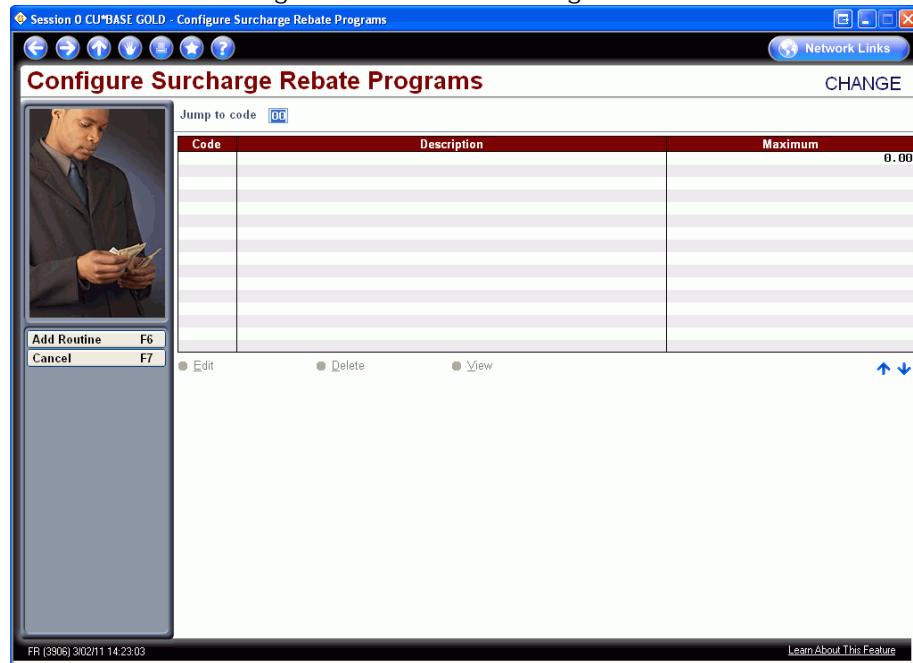 Session 0 CU*BASE GOLD - Configure Surcharge Rebate Programs
Network Links
Configure Surcharge Rebate Programs
CHANGE
Jump to code 00
Code Description Maximum
0.00
Add Routine F6
Cancel F7
Edit Delete View
FR (3906) 3/02/11 14:23:03
Learn About This Feature